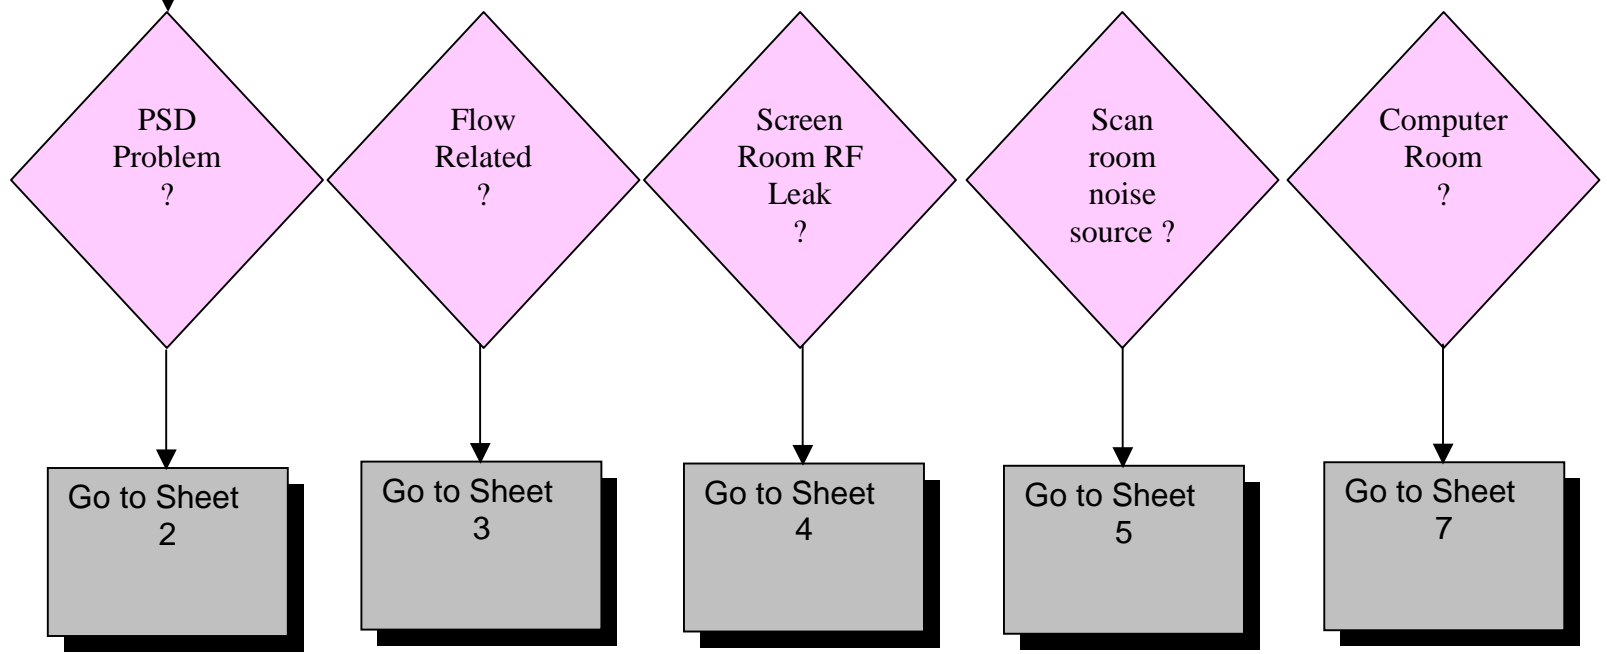 PSD
Problem
?
Flow
Related
?
Screen
Room RF
Leak
?
Scan
room
noise
source ?
Computer
Room
?
Go to Sheet
2
Go to Sheet
3
Go to Sheet
4
Go to Sheet
5
Go to Sheet
7